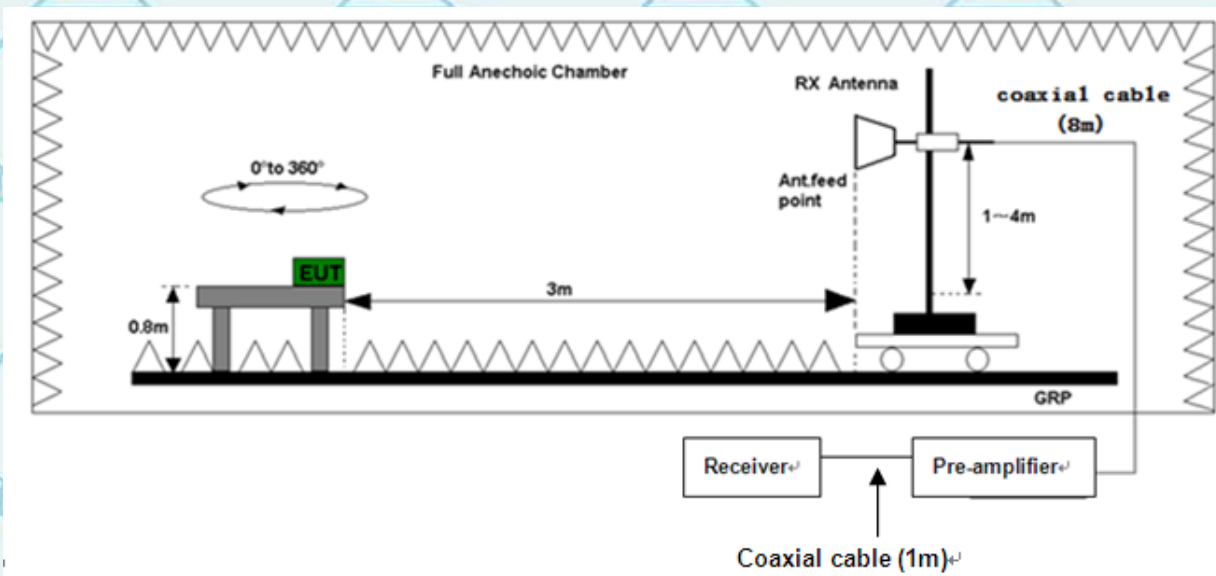 Full Anechoic Chamber
RX Antenna
coaxial cable
(8m)
0°to 360°
Ant.feed
point
1～4m
EUT
3m
0.8m
GRP
Receiver↵
Pre-amplifier↵
Coaxial cable (1m)↵